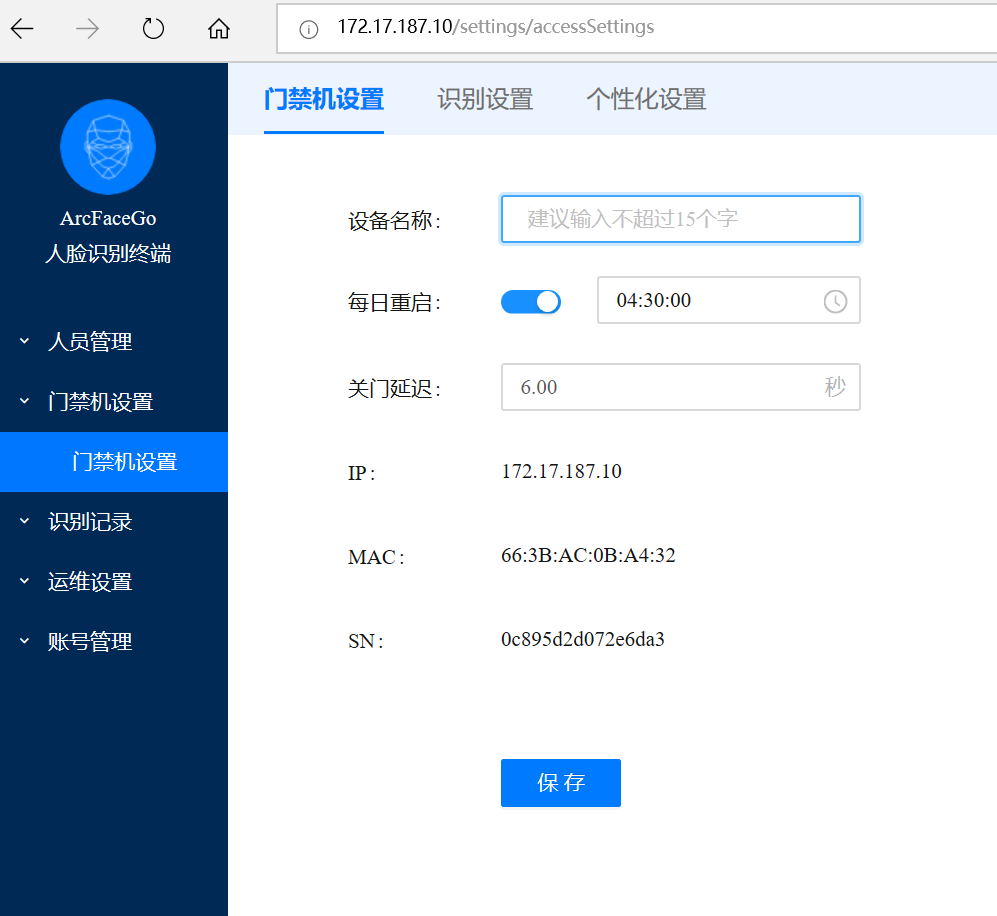 172.17.187.10/settings/accessSettings
ArcFaceGo
人脸识别终端
人员管理
门禁机设置
门禁机设置
识别记录
运维设置
账号管理
门禁机设置 识别设置 个性化设置
设备名称: 建议输入不超过15个字
每日重启: 04:30:00
关门延迟: 6.00 秒
IP: 172.17.187.10
MAC: 66:3B:AC:0B:A4:32
SN: 0c895d2d072e6da3
保 存